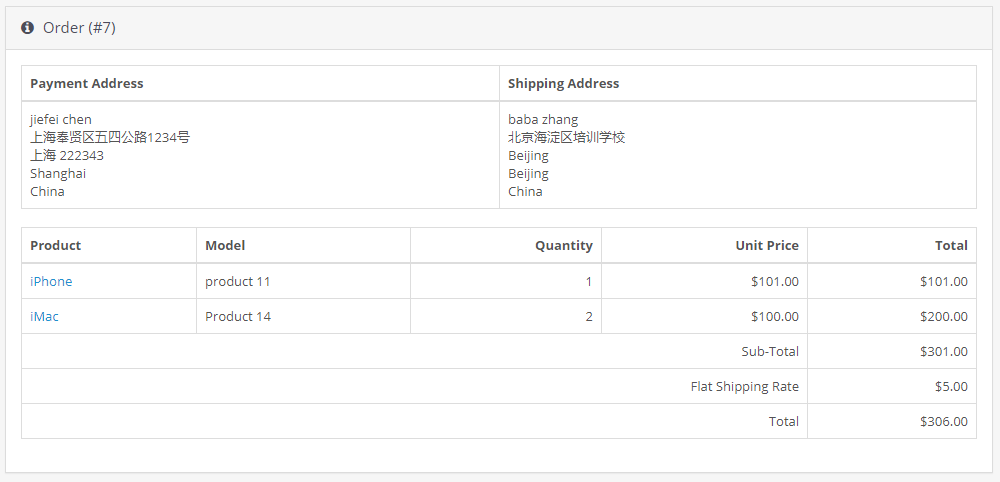 Order (#7)
Payment Address Shipping Address
jiefei chen
上海奉贤区五四公路1234号
上海 222343
Shanghai
China
baba zhang
北京海淀区培训学校
Beijing
Beijing
China
Product Model Quantity Unit Price Total
iPhone product 11 1 $101.00 $101.00
iMac Product 14 2 $100.00 $200.00
Sub-Total $301.00
Flat Shipping Rate $5.00
Total $306.00